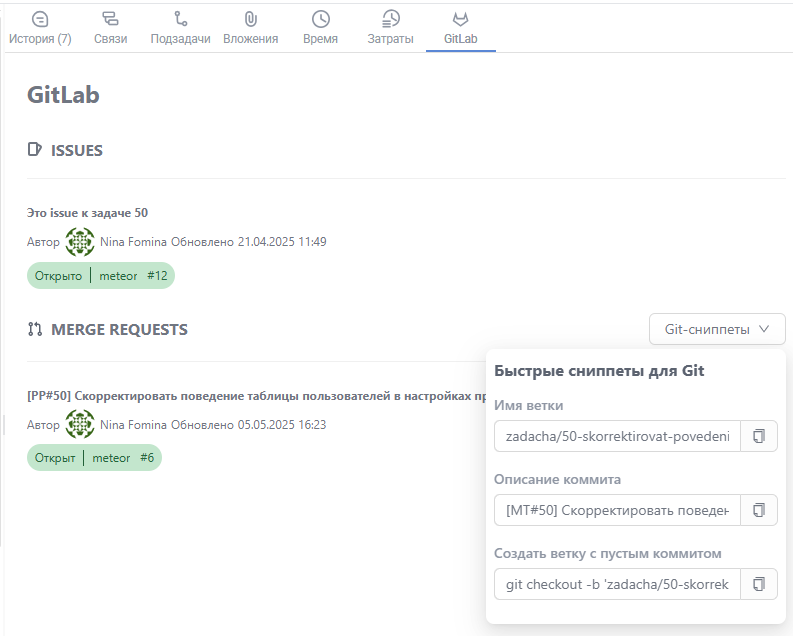 История (7) Связи Подзадачи Вложения Время Затраты GitLab
GitLab
ISSUES
Это issue к задаче 50
Автор Nina Fomina Обновлено 21.04.2025 11:49
Открыто meteor #12
MERGE REQUESTS
Git-сниппеты
[PP#50] Скорректировать поведение таблицы пользователей в настройках пр
Автор Nina Fomina Обновлено 05.05.2025 16:23
Открыт meteor #6
Быстрые сниппеты для Git
Имя ветки
zadacha/50-skorrektirovat-povedeni
Описание коммита
[MT#50] Скорректировать поведен
Создать ветку с пустым коммитом
git checkout -b 'zadacha/50-skorrek